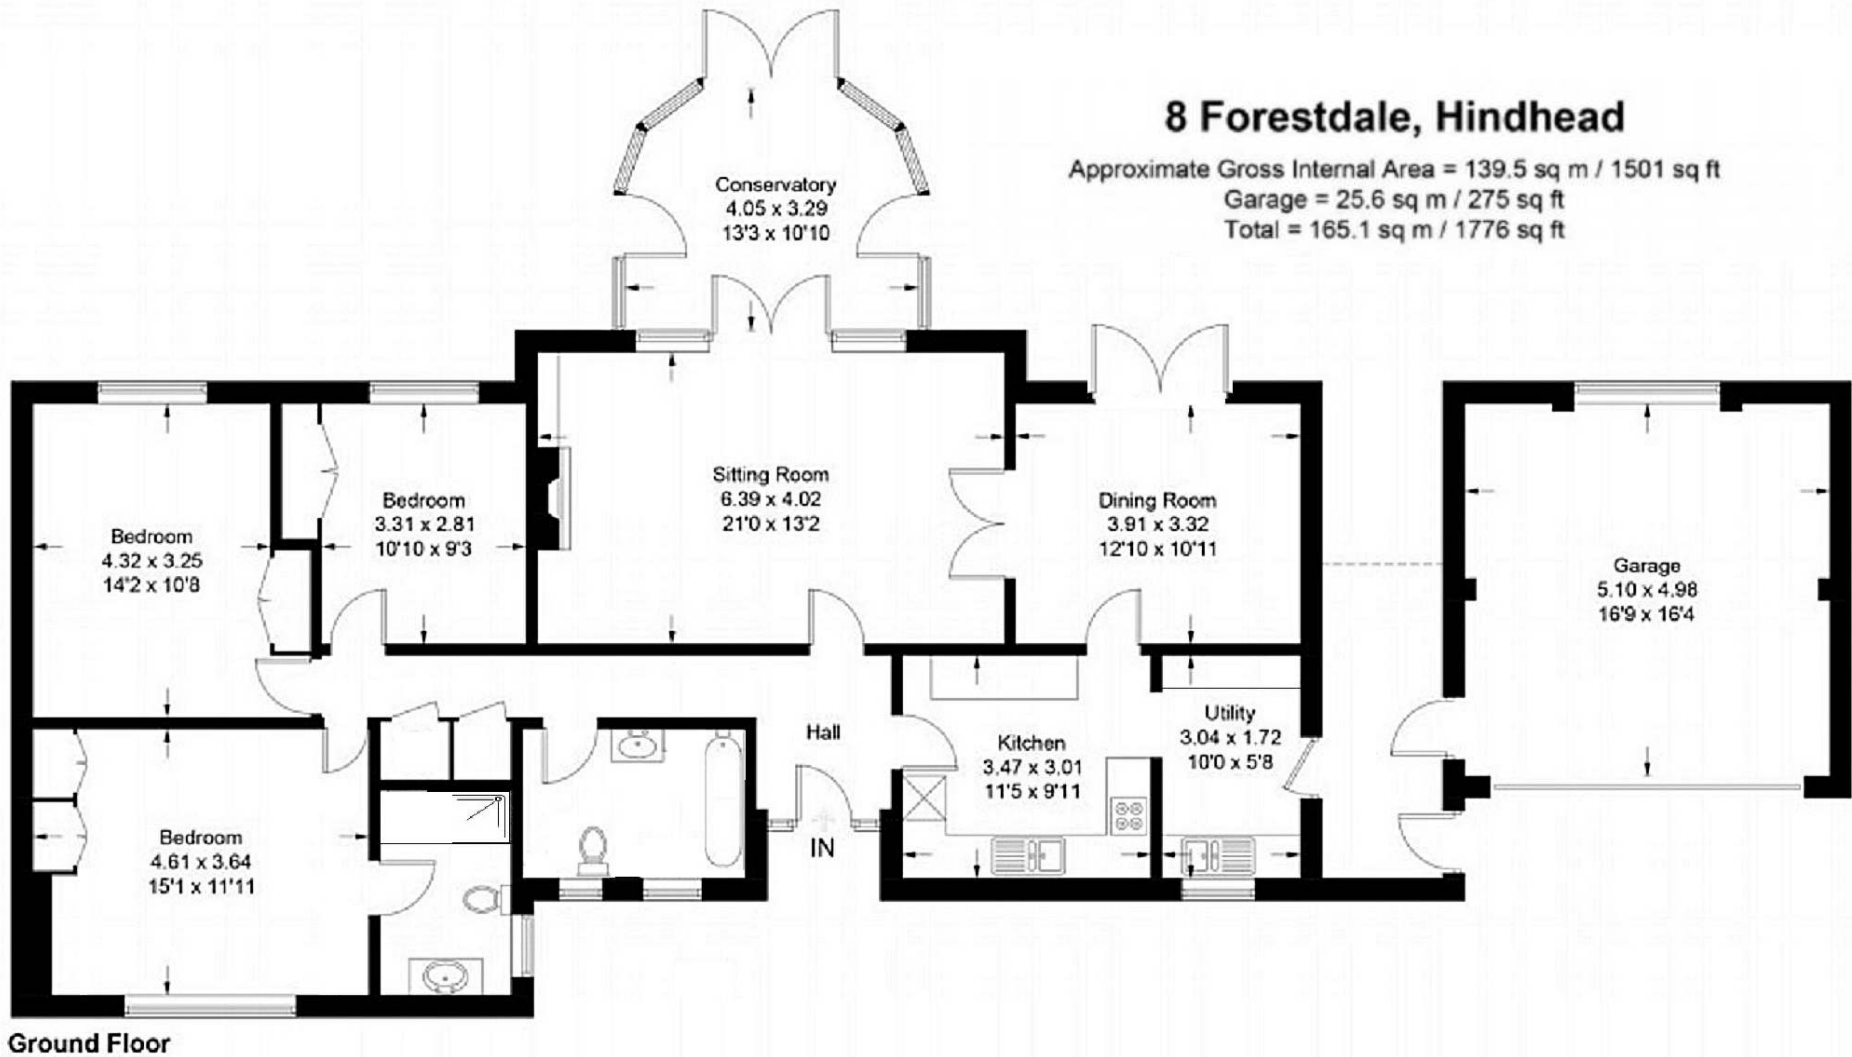 8 Forestdale, Hindhead
Approximate Gross Internal Area = 139.5 sq m / 1501 sq ft
Garage = 25.6 sq m / 275 sq ft
Total = 165.1 sq m / 1776 sq ft
Conservatory
4.05 x 3.29
13'3 x 10'10
Sitting Room
6.39 x 4.02
21'0 x 13'2
Dining Room
3.91 x 3.32
12'10 x 10'11
Bedroom
3.31 x 2.81
10'10 x 9'3
Bedroom
4.32 x 3.25
14'2 x 10'8
Garage
5.10 x 4.98
16'9 x 16'4
Utility
3.04 x 1.72
10'0 x 5'8
Hall
Kitchen
3.47 x 3.01
11'5 x 9'11
Bedroom
4.61 x 3.64
15'1 x 11'11
IN
Ground Floor